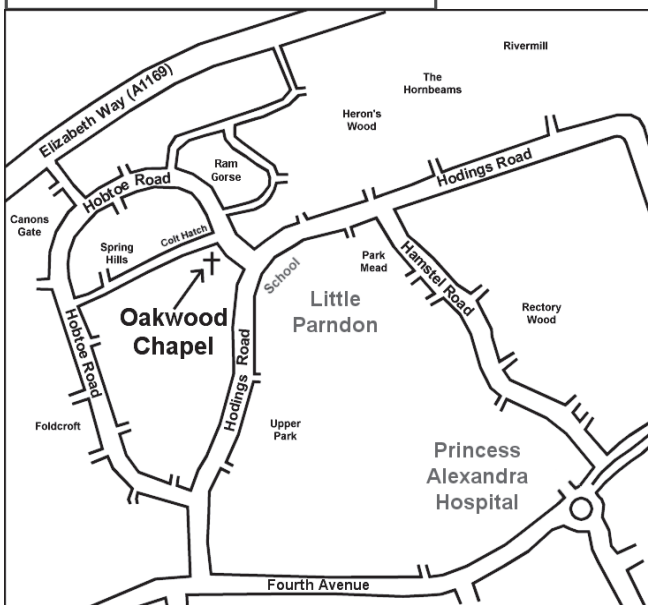 Rivermill
The
Hornbeams
Elizabeth Way (A1169)
Heron's
Wood
Ram
Gorse
Hodings Road
Hobtoe Road
Canons
Gate
Colt Hatch
Spring
Hills
Park
Mead
Hamstel Road
School
Little
Parndon
Rectory
Wood
Oakwood
Chapel
Hobtoe Road
Hodings Road
Foldcroft
Upper
Park
Princess
Alexandra
Hospital
Fourth Avenue